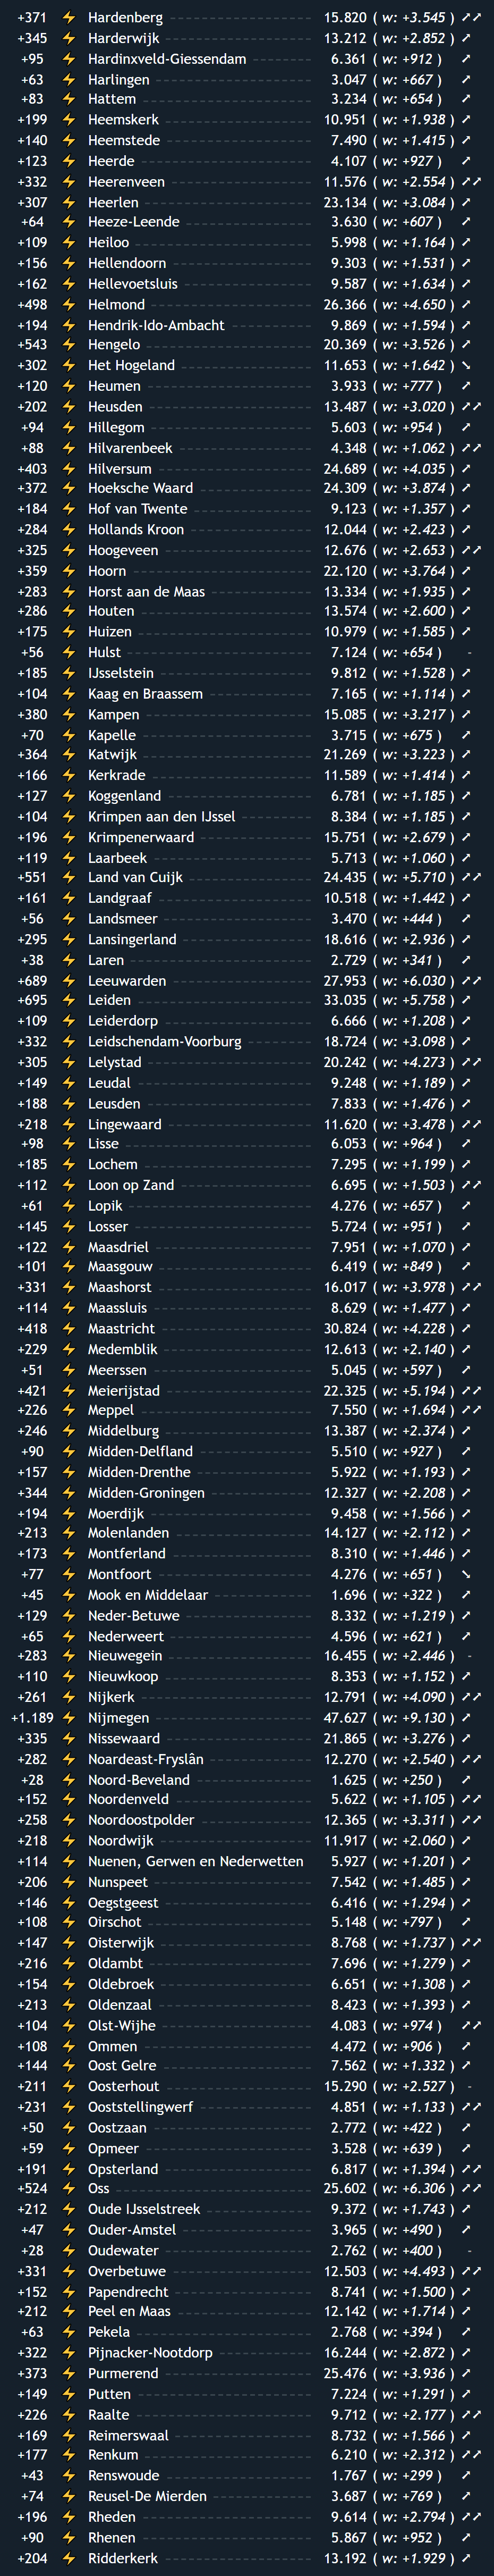 +371 ⚡ Hardenberg 15.820 ( w: +3.545 ) ➚➚
+345 ⚡ Harderwijk 13.212 ( w: +2.852 ) ➚
+95 ⚡ Hardinxveld-Giessendam 6.361 ( w: +912 ) ➚
+63 ⚡ Harlingen 3.047 ( w: +667 ) ➚
+83 ⚡ Hattem 3.234 ( w: +654 ) ➚
+199 ⚡ Heemskerk 10.951 ( w: +1.938 ) ➚
+140 ⚡ Heemstede 7.490 ( w: +1.415 ) ➚
+123 ⚡ Heerde 4.107 ( w: +927 ) ➚
+332 ⚡ Heerenveen 11.576 ( w: +2.554 ) ➚➚
+307 ⚡ Heerlen 23.134 ( w: +3.084 ) ➚
+64 ⚡ Heeze-Leende 3.630 ( w: +607 ) ➚
+109 ⚡ Heiloo 5.998 ( w: +1.164 ) ➚
+156 ⚡ Hellendoorn 9.303 ( w: +1.531 ) ➚
+162 ⚡ Hellevoetsluis 9.587 ( w: +1.634 ) ➚
+498 ⚡ Helmond 26.366 ( w: +4.650 ) ➚
+194 ⚡ Hendrik-Ido-Ambacht 9.869 ( w: +1.594 ) ➚
+543 ⚡ Hengelo 20.369 ( w: +3.526 ) ➚
+302 ⚡ Het Hogeland 11.653 ( w: +1.642 ) ➘
+120 ⚡ Heumen 3.933 ( w: +777 ) ➚
+202 ⚡ Heusden 13.487 ( w: +3.020 ) ➚➚
+94 ⚡ Hillegom 5.603 ( w: +954 ) ➚
+88 ⚡ Hilvarenbeek 4.348 ( w: +1.062 ) ➚➚
+403 ⚡ Hilversum 24.689 ( w: +4.035 ) ➚
+372 ⚡ Hoeksche Waard 24.309 ( w: +3.874 ) ➚
+184 ⚡ Hof van Twente 9.123 ( w: +1.357 ) ➚
+284 ⚡ Hollands Kroon 12.044 ( w: +2.423 ) ➚
+325 ⚡ Hoogeveen 12.676 ( w: +2.653 ) ➚➚
+359 ⚡ Hoorn 22.120 ( w: +3.764 ) ➚
+283 ⚡ Horst aan de Maas 13.334 ( w: +1.935 ) ➚
+286 ⚡ Houten 13.574 ( w: +2.600 ) ➚
+175 ⚡ Huizen 10.979 ( w: +1.585 ) ➚
+56 ⚡ Hulst 7.124 ( w: +654 ) -
+185 ⚡ IJsselstein 9.812 ( w: +1.528 ) ➚
+104 ⚡ Kaag en Braassem 7.165 ( w: +1.114 ) ➚
+380 ⚡ Kampen 15.085 ( w: +3.217 ) ➚
+70 ⚡ Kapelle 3.715 ( w: +675 ) ➚
+364 ⚡ Katwijk 21.269 ( w: +3.223 ) ➚
+166 ⚡ Kerkrade 11.589 ( w: +1.414 ) ➚
+127 ⚡ Koggenland 6.781 ( w: +1.185 ) ➚
+104 ⚡ Krimpen aan den IJssel 8.384 ( w: +1.185 ) ➚
+196 ⚡ Krimpenerwaard 15.751 ( w: +2.679 ) ➚
+119 ⚡ Laarbeek 5.713 ( w: +1.060 ) ➚
+551 ⚡ Land van Cuijk 24.435 ( w: +5.710 ) ➚➚
+161 ⚡ Landgraaf 10.518 ( w: +1.442 ) ➚
+56 ⚡ Landsmeer 3.470 ( w: +444 ) ➚
+295 ⚡ Lansingerland 18.616 ( w: +2.936 ) ➚
+38 ⚡ Laren 2.729 ( w: +341 ) ➚
+689 ⚡ Leeuwarden 27.953 ( w: +6.030 ) ➚➚
+695 ⚡ Leiden 33.035 ( w: +5.758 ) ➚
+109 ⚡ Leiderdorp 6.666 ( w: +1.208 ) ➚
+332 ⚡ Leidschendam-Voorburg 18.724 ( w: +3.098 ) ➚
+305 ⚡ Lelystad 20.242 ( w: +4.273 ) ➚➚
+149 ⚡ Leudal 9.248 ( w: +1.189 ) ➚
+188 ⚡ Leusden 7.833 ( w: +1.476 ) ➚
+218 ⚡ Lingewaard 11.620 ( w: +3.478 ) ➚➚
+98 ⚡ Lisse 6.053 ( w: +964 ) ➚
+185 ⚡ Lochem 7.295 ( w: +1.199 ) ➚
+112 ⚡ Loon op Zand 6.695 ( w: +1.503 ) ➚➚
+61 ⚡ Lopik 4.276 ( w: +657 ) ➚
+145 ⚡ Losser 5.724 ( w: +951 ) ➚
+122 ⚡ Maasdriel 7.951 ( w: +1.070 ) ➚
+101 ⚡ Maasgouw 6.419 ( w: +849 ) ➚
+331 ⚡ Maashorst 16.017 ( w: +3.978 ) ➚➚
+114 ⚡ Maassluis 8.629 ( w: +1.477 ) ➚
+418 ⚡ Maastricht 30.824 ( w: +4.228 ) ➚
+229 ⚡ Medemblik 12.613 ( w: +2.140 ) ➚
+51 ⚡ Meerssen 5.045 ( w: +597 ) ➚
+421 ⚡ Meierijstad 22.325 ( w: +5.194 ) ➚➚
+226 ⚡ Meppel 7.550 ( w: +1.694 ) ➚➚
+246 ⚡ Middelburg 13.387 ( w: +2.374 ) ➚
+90 ⚡ Midden-Delfland 5.510 ( w: +927 ) ➚
+157 ⚡ Midden-Drenthe 5.922 ( w: +1.193 ) ➚
+344 ⚡ Midden-Groningen 12.327 ( w: +2.208 ) ➚
+194 ⚡ Moerdijk 9.458 ( w: +1.566 ) ➚
+213 ⚡ Molenlanden 14.127 ( w: +2.112 ) ➚
+173 ⚡ Montferland 8.310 ( w: +1.446 ) ➚
+77 ⚡ Montfoort 4.276 ( w: +651 ) ➘
+45 ⚡ Mook en Middelaar 1.696 ( w: +322 ) ➚
+129 ⚡ Neder-Betuwe 8.332 ( w: +1.219 ) ➚
+65 ⚡ Nederweert 4.596 ( w: +621 ) ➚
+283 ⚡ Nieuwegein 16.455 ( w: +2.446 ) -
+110 ⚡ Nieuwkoop 8.353 ( w: +1.152 ) ➚
+261 ⚡ Nijkerk 12.791 ( w: +4.090 ) ➚➚
+1.189 ⚡ Nijmegen 47.627 ( w: +9.130 ) ➚
+335 ⚡ Nissewaard 21.865 ( w: +3.276 ) ➚
+282 ⚡ Noardeast-Fryslân 12.270 ( w: +2.540 ) ➚➚
+28 ⚡ Noord-Beveland 1.625 ( w: +250 ) ➚
+152 ⚡ Noordenveld 5.622 ( w: +1.105 ) ➚➚
+258 ⚡ Noordoostpolder 12.365 ( w: +3.311 ) ➚➚
+218 ⚡ Noordwijk 11.917 ( w: +2.060 ) ➚
+114 ⚡ Nuenen, Gerwen en Nederwetten 5.927 ( w: +1.201 ) ➚
+206 ⚡ Nunspeet 7.542 ( w: +1.485 ) ➚
+146 ⚡ Oegstgeest 6.416 ( w: +1.294 ) ➚
+108 ⚡ Oirschot 5.148 ( w: +797 ) ➚
+147 ⚡ Oisterwijk 8.768 ( w: +1.737 ) ➚➚
+216 ⚡ Oldambt 7.696 ( w: +1.279 ) ➚
+154 ⚡ Oldebroek 6.651 ( w: +1.308 ) ➚
+213 ⚡ Oldenzaal 8.423 ( w: +1.393 ) ➚
+104 ⚡ Olst-Wijhe 4.083 ( w: +974 ) ➚➚
+108 ⚡ Ommen 4.472 ( w: +906 ) ➚
+144 ⚡ Oost Gelre 7.562 ( w: +1.332 ) ➚
+211 ⚡ Oosterhout 15.290 ( w: +2.527 ) -
+231 ⚡ Ooststellingwerf 4.851 ( w: +1.133 ) ➚➚
+50 ⚡ Oostzaan 2.772 ( w: +422 ) ➚
+59 ⚡ Opmeer 3.528 ( w: +639 ) ➚
+191 ⚡ Opsterland 6.817 ( w: +1.394 ) ➚➚
+524 ⚡ Oss 25.602 ( w: +6.306 ) ➚➚
+212 ⚡ Oude IJsselstreek 9.372 ( w: +1.743 ) ➚
+47 ⚡ Ouder-Amstel 3.965 ( w: +490 ) ➚
+28 ⚡ Oudewater 2.762 ( w: +400 ) -
+331 ⚡ Overbetuwe 12.503 ( w: +4.493 ) ➚➚
+152 ⚡ Papendrecht 8.741 ( w: +1.500 ) ➚
+212 ⚡ Peel en Maas 12.142 ( w: +1.714 ) ➚
+63 ⚡ Pekela 2.768 ( w: +394 ) ➚
+322 ⚡ Pijnacker-Nootdorp 16.244 ( w: +2.872 ) ➚
+373 ⚡ Purmerend 25.476 ( w: +3.936 ) ➚
+149 ⚡ Putten 7.224 ( w: +1.291 ) ➚
+226 ⚡ Raalte 9.712 ( w: +2.177 ) ➚➚
+169 ⚡ Reimerswaal 8.732 ( w: +1.566 ) ➚
+177 ⚡ Renkum 6.210 ( w: +2.312 ) ➚➚
+43 ⚡ Renswoude 1.767 ( w: +299 ) ➚
+74 ⚡ Reusel-De Mierden 3.687 ( w: +769 ) ➚
+196 ⚡ Rheden 9.614 ( w: +2.794 ) ➚➚
+90 ⚡ Rhenen 5.867 ( w: +952 ) ➚
+204 ⚡ Ridderkerk 13.192 ( w: +1.929 ) ➚